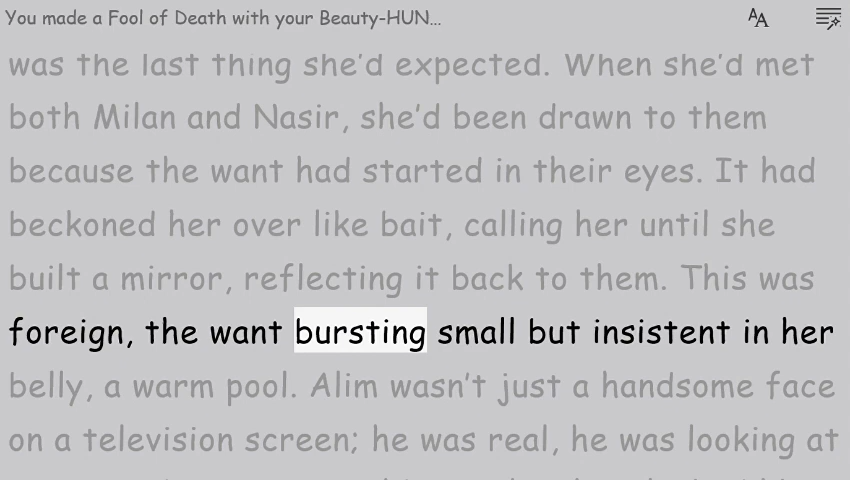 You made a Fool of Death with your Beauty-HUN...
AA
was the last thing she'd expected. When she'd met
both Milan and Nasir, she'd been drawn to them
because the want had started in their eyes. It had
beckoned her over like bait, calling her until she
built a mirror, reflecting it back to them. This was
foreign, the want bursting small but insistent in her
belly, a warm pool. Alim wasn't just a handsome face
on a television screen; he was real, he was looking at